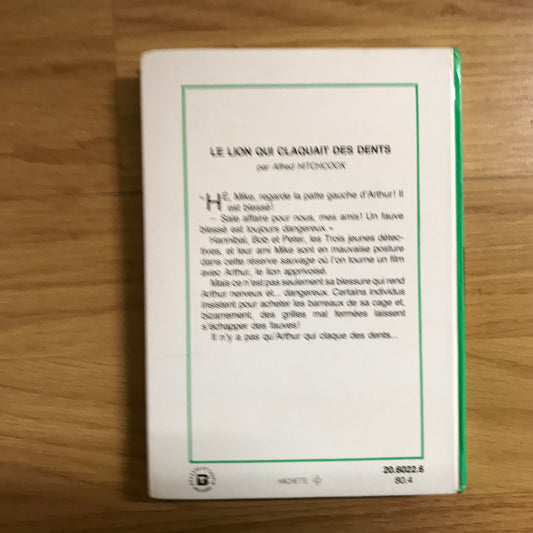 LE LION QUI CLAQUAIT DES DENTS
par Alfred HITCHCOCK
« HÉ, Mike, regarde la patte gauche d'Arthur! Il
est blessé!
– Sale affaire pour nous, mes amis! Un fauve
blessé est toujours dangereux. »
Hannibal, Bob et Peter, les Trois jeunes détec-
tives, et leur ami Mike sont en mauvaise posture
dans cette réserve sauvage où l'on tourne un film
avec Arthur, le lion apprivoisé.
Mais ce n'est pas seulement sa blessure qui rend
Arthur nerveux et... dangereux. Certains individus
insistent pour acheter les barreaux de sa cage et,
bizarrement, des grilles mal fermées laissent
s'échapper des fauves!
Il n'y a pas qu'Arthur qui claque des dents...
HACHETTE
20.6022.6
80.4